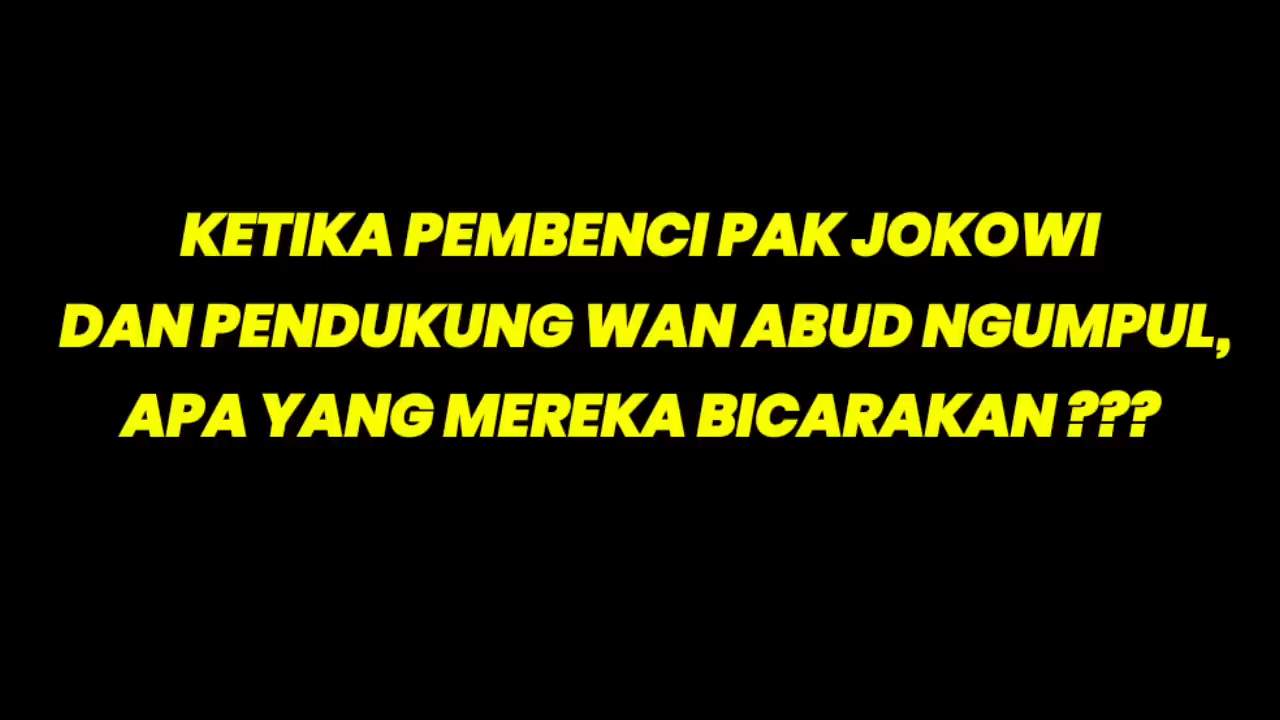 KETIKA PEMBENCI PAK JOKOWI
DAN PENDUKUNG WAN ABUD NGUMPUL,
APA YANG MEREKA BICARAKAN ???